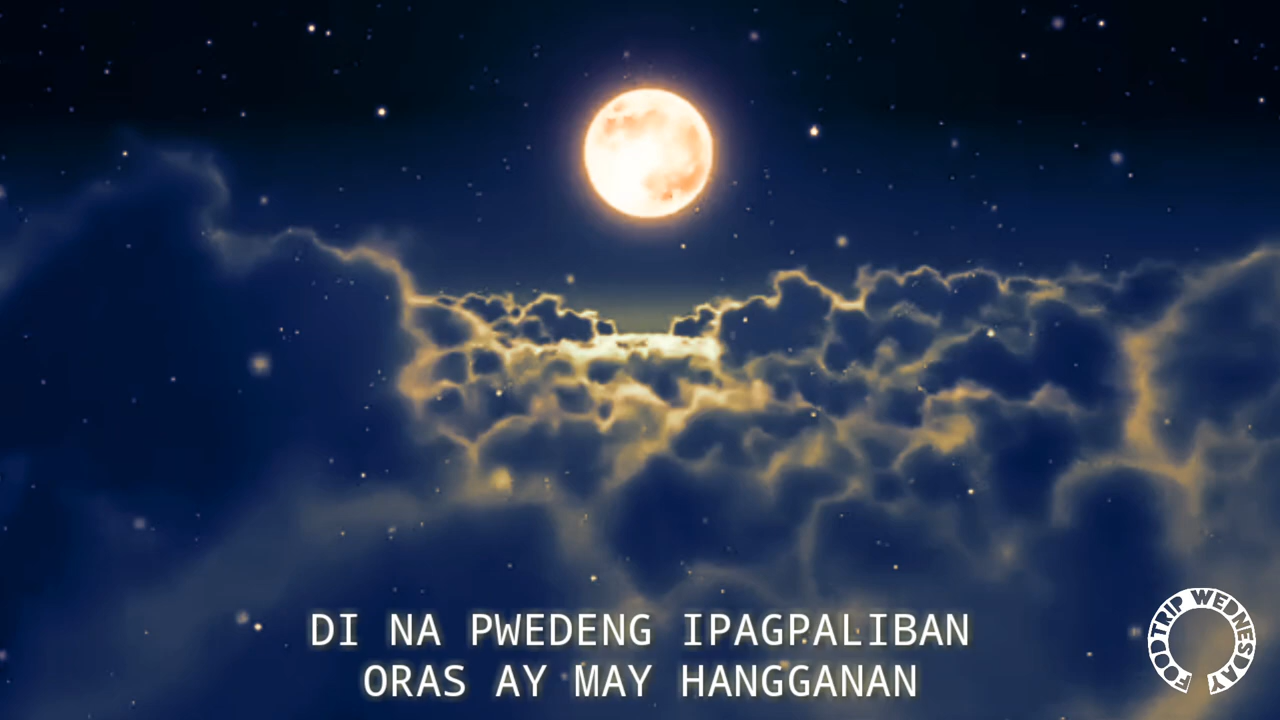 DI NA PWEDENG IPAGPALIBAN
ORAS AY MAY HANGGANAN
FOODTRIP WEDNESDAY